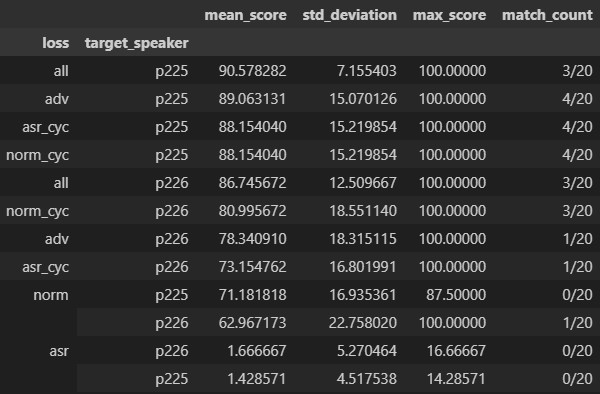 mean_score std_deviation max_score match_count
loss target_speaker
all p225 90.578282 7.155403 100.00000 3/20
adv p225 89.063131 15.070126 100.00000 4/20
asr_cyc p225 88.154040 15.219854 100.00000 4/20
norm_cyc p225 88.154040 15.219854 100.00000 4/20
all p226 86.745672 12.509667 100.00000 3/20
norm_cyc p226 80.995672 18.551140 100.00000 3/20
adv p226 78.340910 18.315115 100.00000 1/20
asr_cyc p226 73.154762 16.801991 100.00000 1/20
norm p225 71.181818 16.935361 87.50000 0/20
p226 62.967173 22.758020 100.00000 1/20
asr p226 1.666667 5.270464 16.66667 0/20
p225 1.428571 4.517538 14.28571 0/20